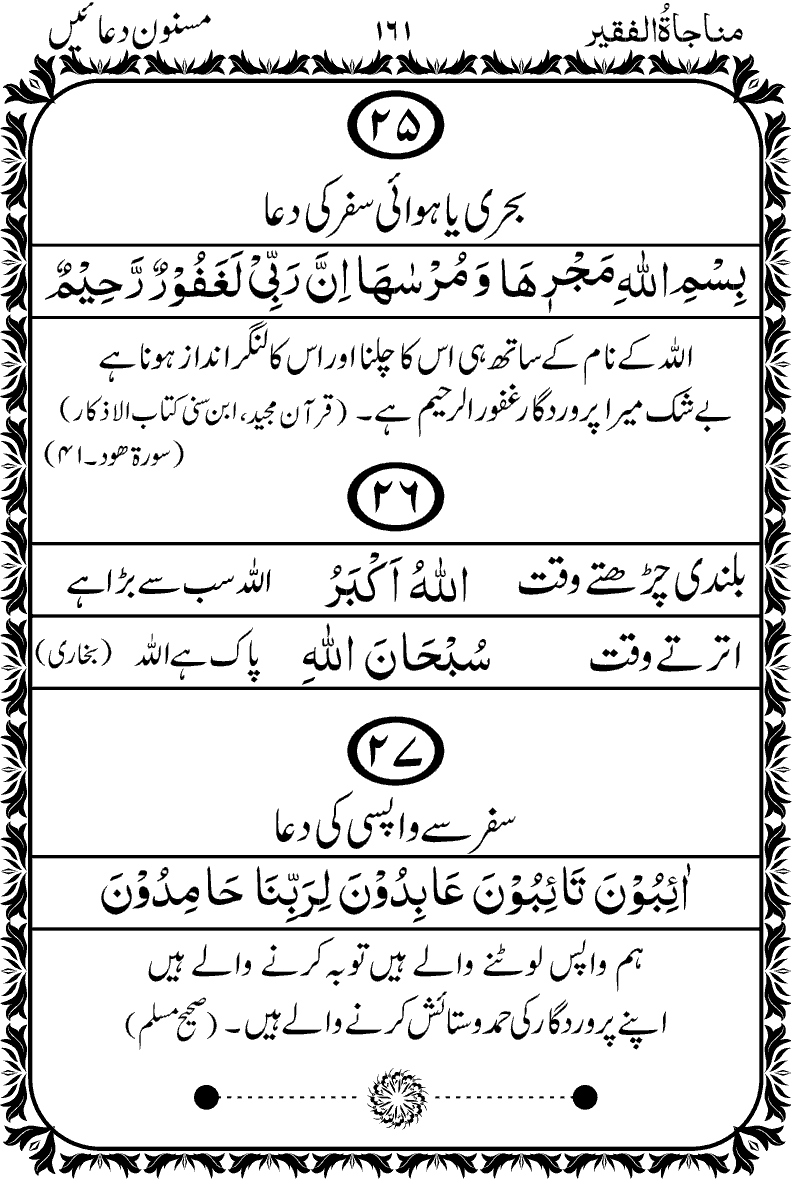 مناجاۃُالفقیر ۱۶۱ مسنون دعائیں
۲۵
بحری یا ہوائی سفر کی دعا
بِسْمِ اللّٰهِ مَجْرٖىهَا وَ مُرْسٰىهَا اِنَّ رَبِّيْ لَغَفُوْرٌ رَّحِيْمٌ
اللہ کے نام کے ساتھ ہی اس کا چلنا اور اس کا لنگر انداز ہونا ہے
بے شک میرا پروردگار غفور الرحیم ہے۔ (قرآن مجید، ابن سنی کتاب الاذکار)
(سورۃ ھود۔۴۱)
۲۶
بلندی چڑھتے وقت اَللّٰهُ اَكْبَرُ اللہ سب سے بڑا ہے
اترتے وقت سُبْحَانَ اللّٰهِ پاک ہے اللہ (بخاری)
۲۷
سفر سے واپسی کی دعا
اٰئِبُوْنَ تَائِبُوْنَ عَابِدُوْنَ لِرَبِّنَا حَامِدُوْنَ
ہم واپس لوٹنے والے ہیں توبہ کرنے والے ہیں
اپنے پروردگار کی حمد و ستائش کرنے والے ہیں۔ (صحیح مسلم)